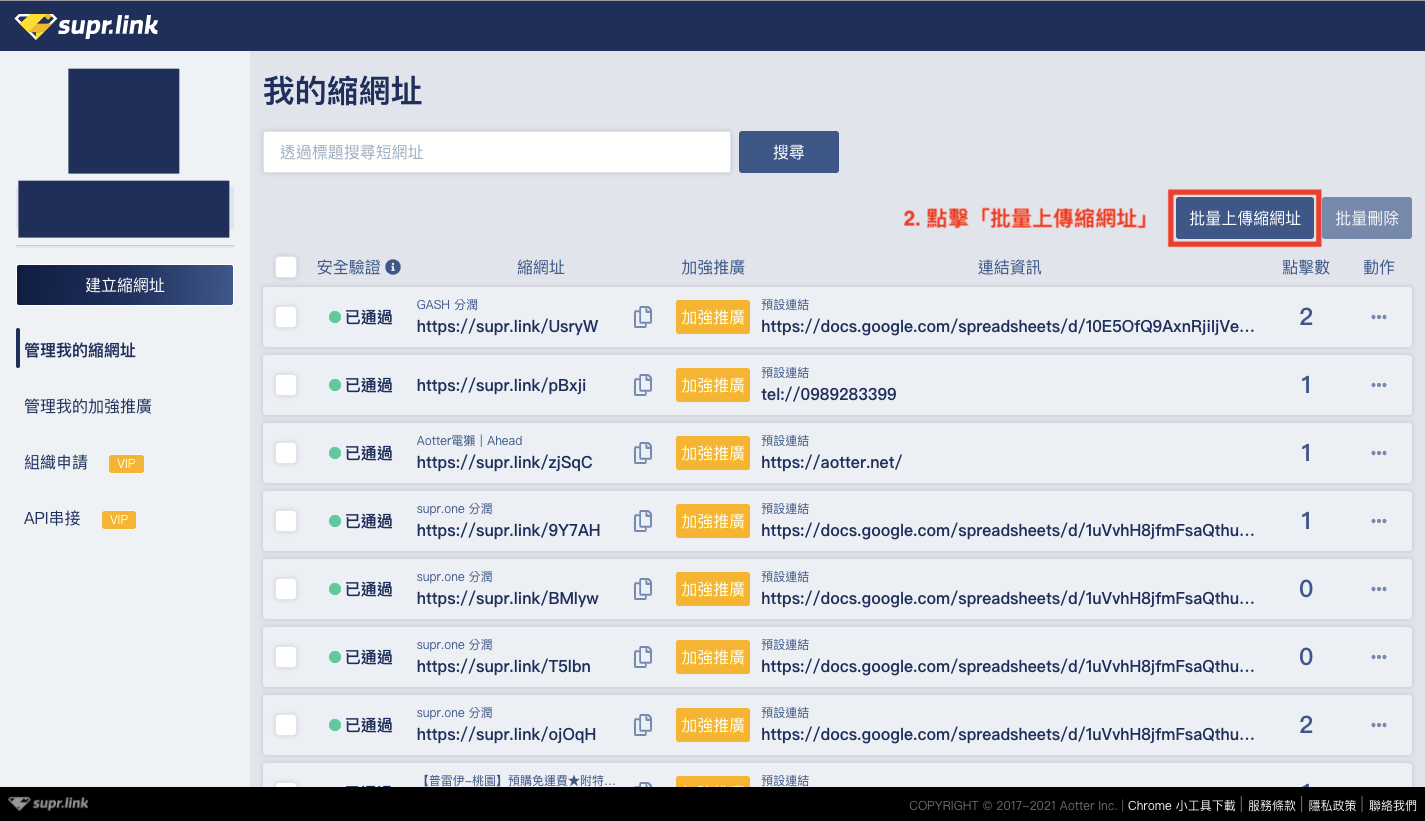 supr.link
建立縮網址
管理我的縮網址
管理我的加強推廣
組織申請 VIP
API串接 VIP
我的縮網址
透過標題搜尋短網址 搜尋
2. 點擊「批量上傳縮網址」 批量上傳縮網址 批量刪除
安全驗證 縮網址 加強推廣 連結資訊 點擊數 動作
GASH 分潤 預設連結
已通過 https://supr.link/UsryW 加強推廣 https://docs.google.com/spreadsheets/d/10E5OfQ9AxnRjiIjVe... 2
預設連結
已通過 https://supr.link/pBxji 加強推廣 tel://0989283399 1
Aotter電獺 | Ahead 預設連結
已通過 https://supr.link/zjSqC 加強推廣 https://aotter.net/ 1
supr.one 分潤 預設連結
已通過 https://supr.link/9Y7AH 加強推廣 https://docs.google.com/spreadsheets/d/1uVvhH8jfmFsaQthu... 1
supr.one 分潤 預設連結
已通過 https://supr.link/BMlyw 加強推廣 https://docs.google.com/spreadsheets/d/1uVvhH8jfmFsaQthu... 0
supr.one 分潤 預設連結
已通過 https://supr.link/T5lbn 加強推廣 https://docs.google.com/spreadsheets/d/1uVvhH8jfmFsaQthu... 0
supr.one 分潤 預設連結
已通過 https://supr.link/ojOqH 加強推廣 https://docs.google.com/spreadsheets/d/1uVvhH8jfmFsaQthu... 2
【普雷伊-桃園】預購免運費★附特... 預設連結
supr.link COPYRIGHT © 2017-2021 Aotter Inc. | Chrome 小工具下載 | 服務條款 | 隱私政策 | 聯絡我們